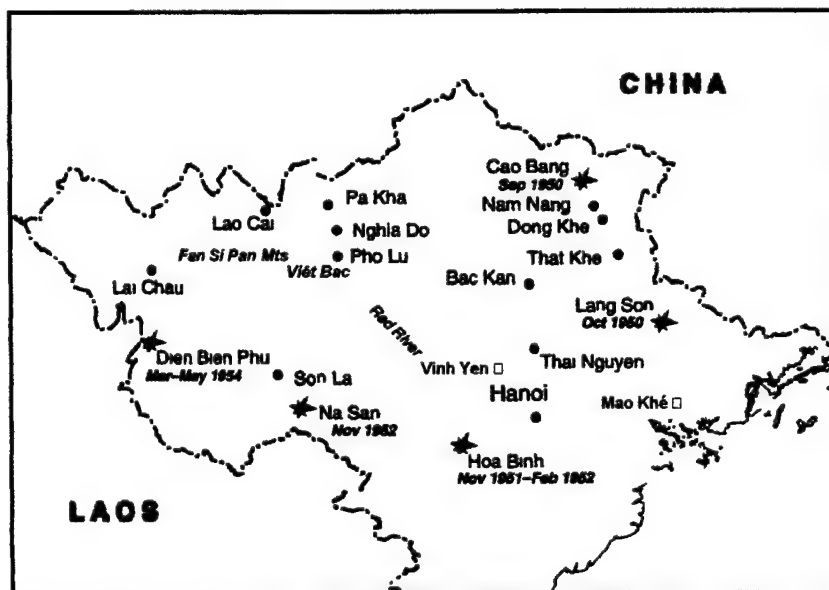 CHINA
Cao Bang
Sep 1950
Pa Kha
Nam Nang
Lao Cai
Dong Khe
Nghia Do
Fan Si Pan Mts
Pho Lu
That Khe
Viêt Bac
Lai Chau
Bac Kan
Lang Son
Oct 1950
Red River
Dien Bien Phu
Mar–May 1954
Vinh Yen
Thai Nguyen
Son La
Hanoi
Mao Khé
Na San
Nov 1952
Hoa Binh
Nov 1951–Feb 1952
LAOS